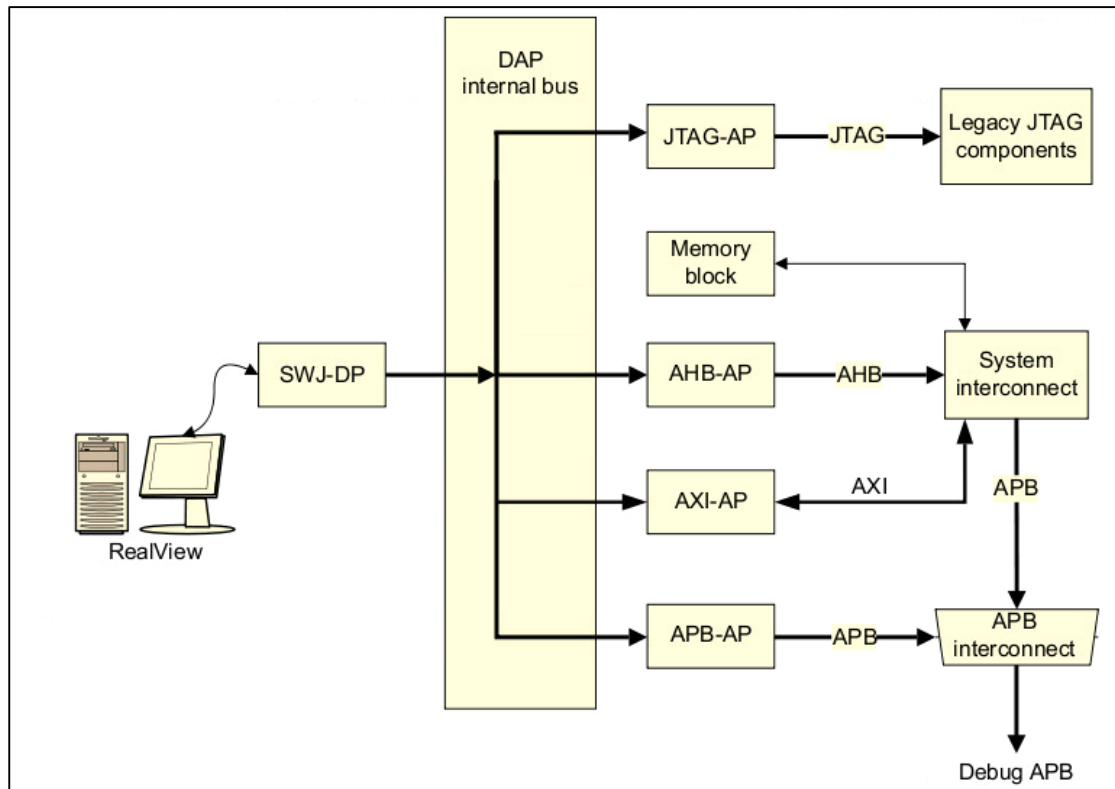 DAP
internal bus
JTAG-AP
JTAG
Legacy JTAG
components
Memory
block
SWJ-DP
AHB-AP
AHB
System
interconnect
AXI-AP
AXI
APB
RealView
APB-AP
APB
APB
interconnect
Debug APB